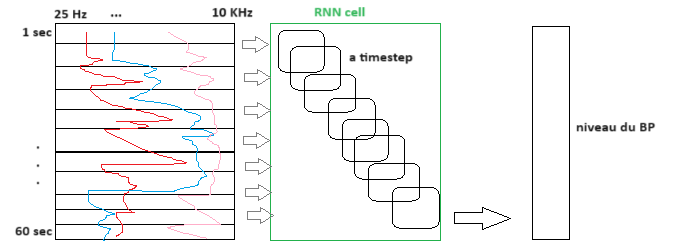 25 Hz ... 10 KHz
RNN cell
1 sec
a timestep
niveau du BP
.
.
.
60 sec